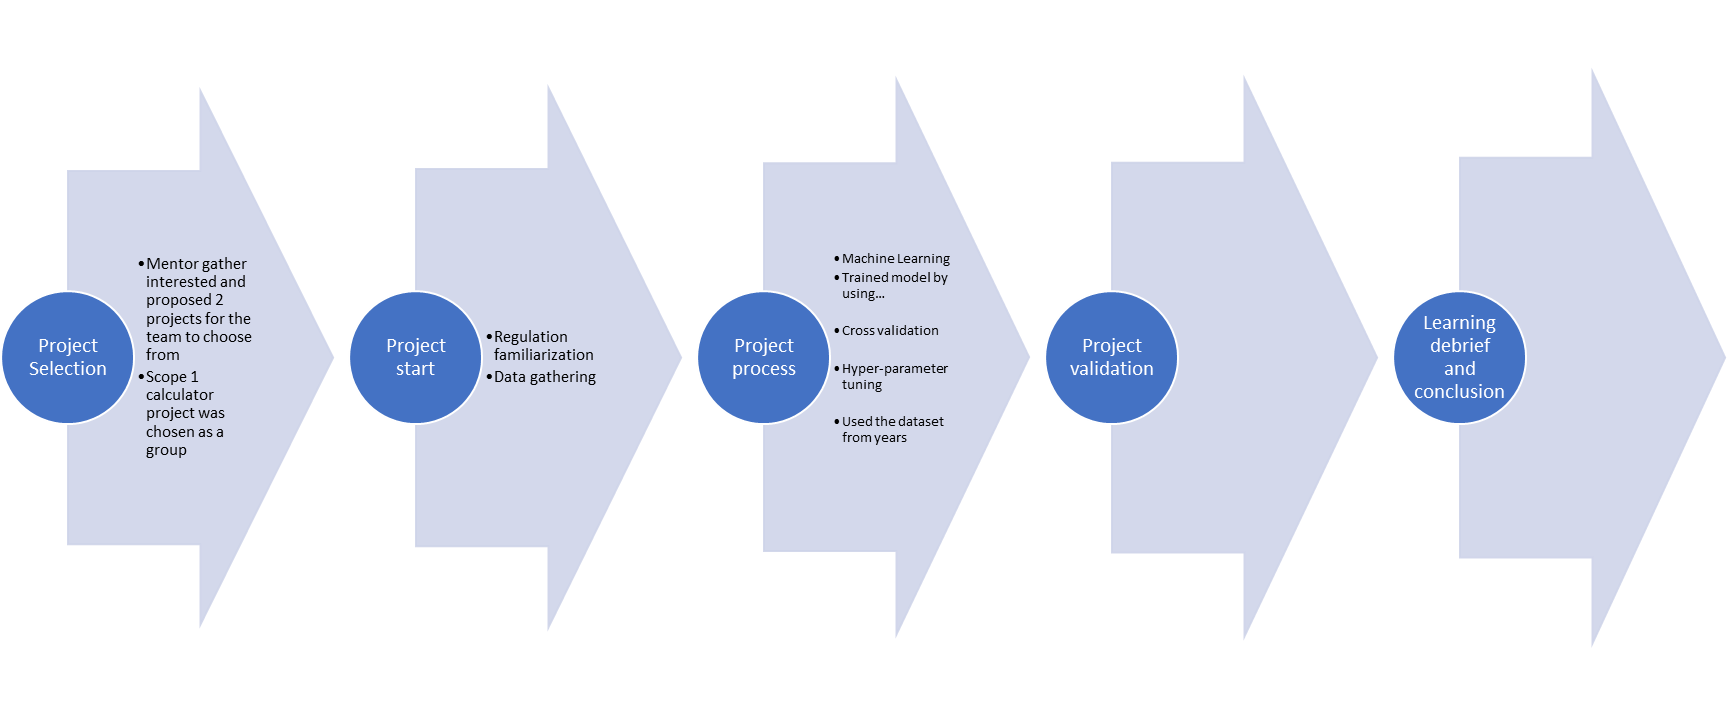 Project
Selection
•Mentor gather
interested and
proposed 2
projects for the
team to choose
from
•Scope 1
calculator
project was
chosen as a
group
Project
start
•Regulation
familiarization
•Data gathering
Project
process
•Machine Learning
•Trained model by
using…
•Cross validation
•Hyper-parameter
tuning
•Used the dataset
from years
Project
validation
Learning
debrief
and
conclusion